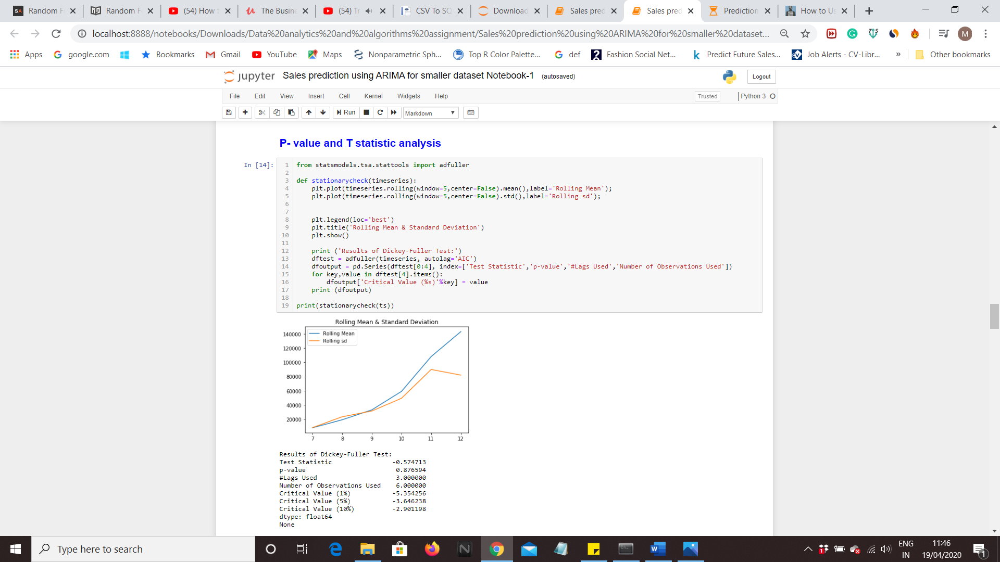 Random F
Random F
(54) How t
The Busine
(54) Tr
CSV To SQ
Download
Sales pred
Sales pred
Prediction
How to Us
localhost:8888/notebooks/Downloads/Data%20analytics%20and%20algorithms%20assignment/Sales%20prediction%20using%20ARIMA%20for%20smaller%20dataset...
M
Apps google.com Bookmarks Gmail YouTube Maps Nonparametric Sph... Top R Color Palette... def Fashion Social Net... Predict Future Sales... Job Alerts - CV-Libr... » Other bookmarks
jupyter Sales prediction using ARIMA for smaller dataset Notebook-1 (autosaved) Logout
File Edit View Insert Cell Kernel Widgets Help Trusted Python 3
Run Markdown
P- value and T statistic analysis
In [14]:
1 from statsmodels.tsa.stattools import adfuller
2
3 def stationarycheck(timeseries):
4 plt.plot(timeseries.rolling(window=5,center=False).mean(),label='Rolling Mean');
5 plt.plot(timeseries.rolling(window=5,center=False).std(),label='Rolling sd');
6
7
8 plt.legend(loc='best')
9 plt.title('Rolling Mean & Standard Deviation')
10 plt.show()
11
12 print ('Results of Dickey-Fuller Test:')
13 dftest = adfuller(timeseries, autolag='AIC')
14 dfoutput = pd.Series(dftest[0:4], index=['Test Statistic','p-value','#Lags Used','Number of Observations Used'])
15 for key,value in dftest[4].items():
16 dfoutput['Critical Value (%s)'%key] = value
17 print (dfoutput)
18
19 print(stationarycheck(ts))
Rolling Mean & Standard Deviation
Rolling Mean
Rolling sd
140000
120000
100000
80000
60000
40000
20000
7 8 9 10 11 12
Results of Dickey-Fuller Test:
Test Statistic -0.574713
p-value 0.876594
#Lags Used 3.000000
Number of Observations Used 6.000000
Critical Value (1%) -5.354256
Critical Value (5%) -3.646238
Critical Value (10%) -2.901198
dtype: float64
None
Type here to search
ENG
IN
11:46
19/04/2020
1